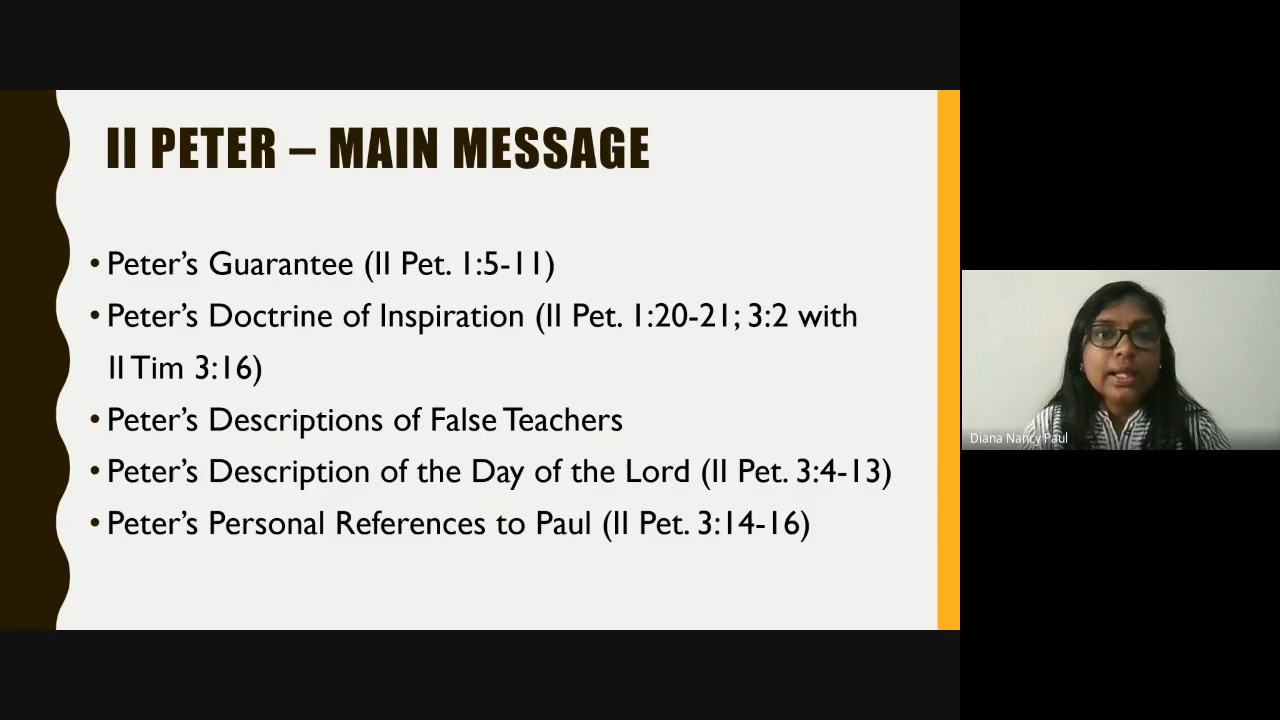 II PETER – MAIN MESSAGE
•Peter’s Guarantee (II Pet. 1:5-11)
•Peter’s Doctrine of Inspiration (II Pet. 1:20-21; 3:2 with
II Tim 3:16)
•Peter’s Descriptions of False Teachers
•Peter’s Description of the Day of the Lord (II Pet. 3:4-13)
•Peter’s Personal References to Paul (II Pet. 3:14-16)
Diana Nancy Paul